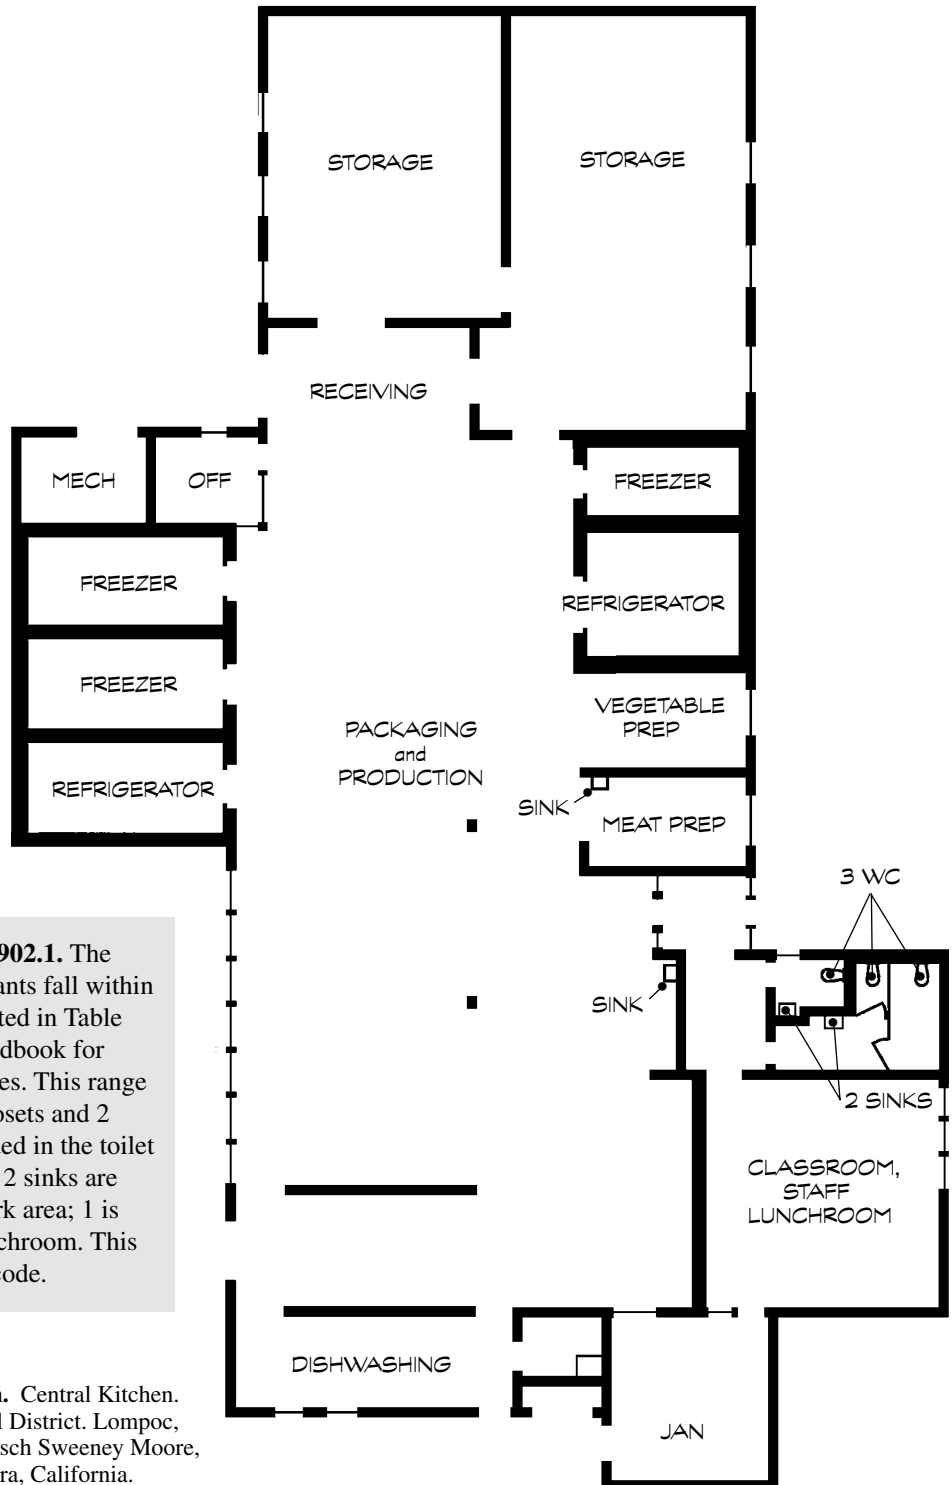 STORAGE
STORAGE
RECEIVING
MECH
OFF
FREEZER
FREEZER
FREEZER
REFRIGERATOR
FREEZER
REFRIGERATOR
VEGETABLE
PREP
PACKAGING
and
PRODUCTION
SINK
MEAT PREP
3 WC
SINK
2 SINKS
CLASSROOM,
STAFF
LUNCHROOM
DISHWASHING
JAN
902.1. The
ants fall within
ted in Table
dbook for
es. This range
osets and 2
ed in the toilet
2 sinks are
rk area; 1 is
chroom. This
code.
n. Central Kitchen.
l District. Lompoc,
sch Sweeney Moore,
ra, California.